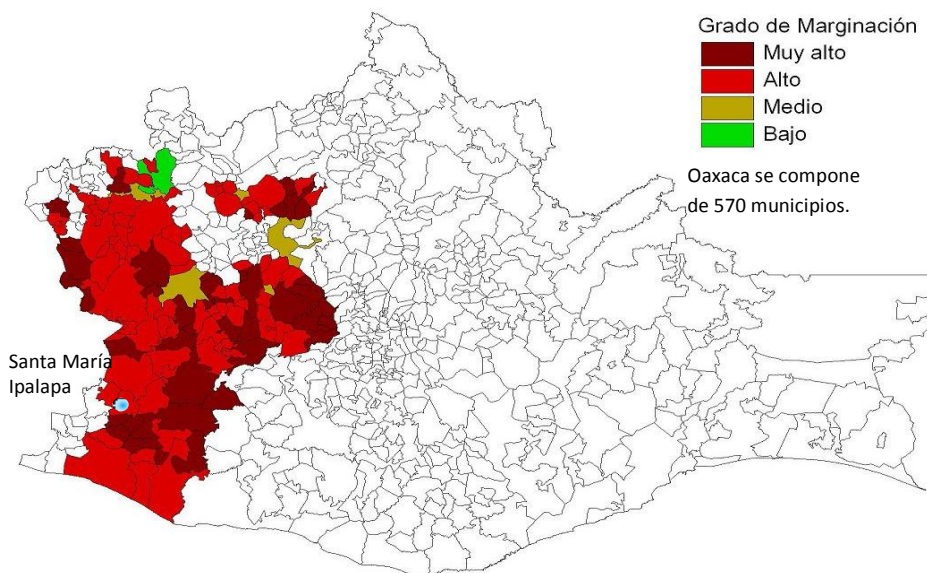 Grado de Marginación
Muy alto
Alto
Medio
Bajo
Oaxaca se compone
de 570 municipios.
Santa María
Ipalapa